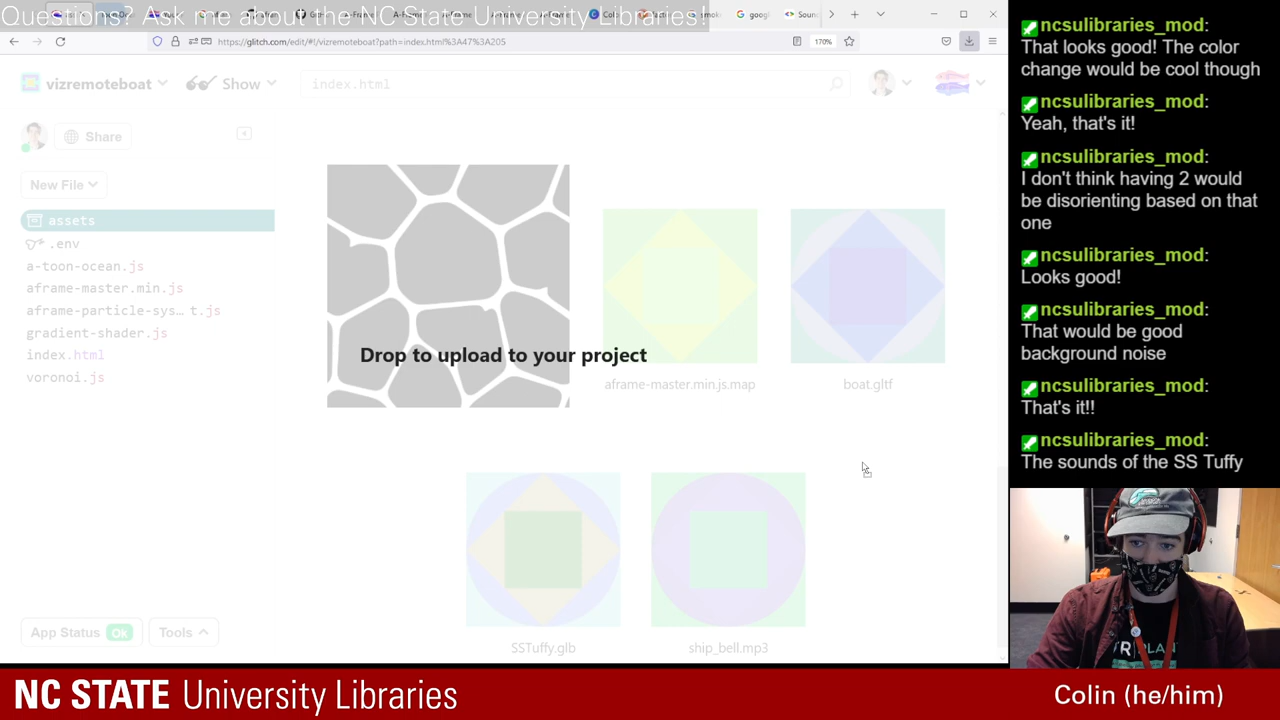 Questions? Ask me about the NC State University Libraries!
https://glitch.com/edit/#!/vizremoteboat?path=index.html%3A47%3A205
170%
vizremoteboat
Show
index.html
Share
New File
assets
.env
a-toon-ocean.js
aframe-master.min.js
aframe-particle-sys… t.js
gradient-shader.js
index.html
voronoi.js
Drop to upload to your project
aframe-master.min.js.map
boat.gltf
SSTuffy.glb
ship_bell.mp3
App Status Ok
Tools
ncsulibraries_mod:
That looks good! The color
change would be cool though
ncsulibraries_mod:
Yeah, that's it!
ncsulibraries_mod:
I don't think having 2 would
be disorienting based on that
one
ncsulibraries_mod:
Looks good!
ncsulibraries_mod:
That would be good
background noise
ncsulibraries_mod:
That's it!!
ncsulibraries_mod:
The sounds of the SS Tuffy
NC STATE University Libraries
Colin (he/him)